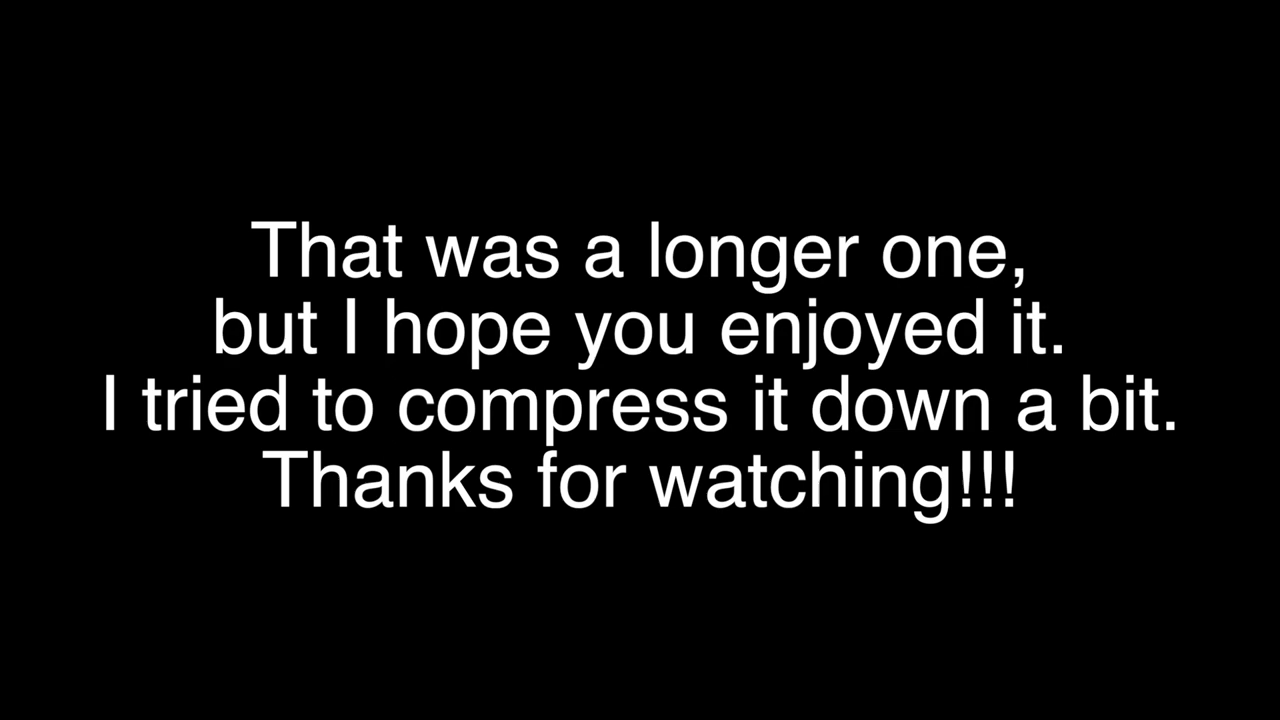 That was a longer one,
but I hope you enjoyed it.
I tried to compress it down a bit.
Thanks for watching!!!